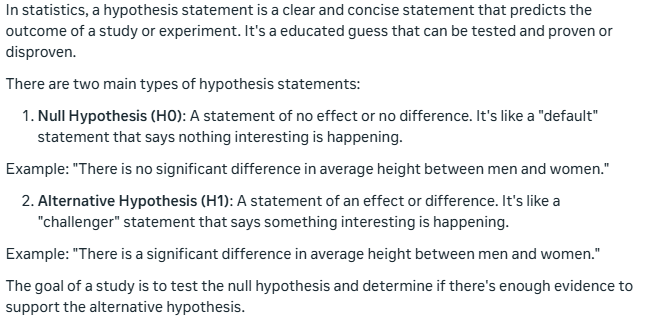 In statistics, a hypothesis statement is a clear and concise statement that predicts the
outcome of a study or experiment. It's a educated guess that can be tested and proven or
disproven.
There are two main types of hypothesis statements:
1. Null Hypothesis (H0): A statement of no effect or no difference. It's like a "default"
statement that says nothing interesting is happening.
Example: "There is no significant difference in average height between men and women."
2. Alternative Hypothesis (H1): A statement of an effect or difference. It's like a
"challenger" statement that says something interesting is happening.
Example: "There is a significant difference in average height between men and women."
The goal of a study is to test the null hypothesis and determine if there's enough evidence to
support the alternative hypothesis.